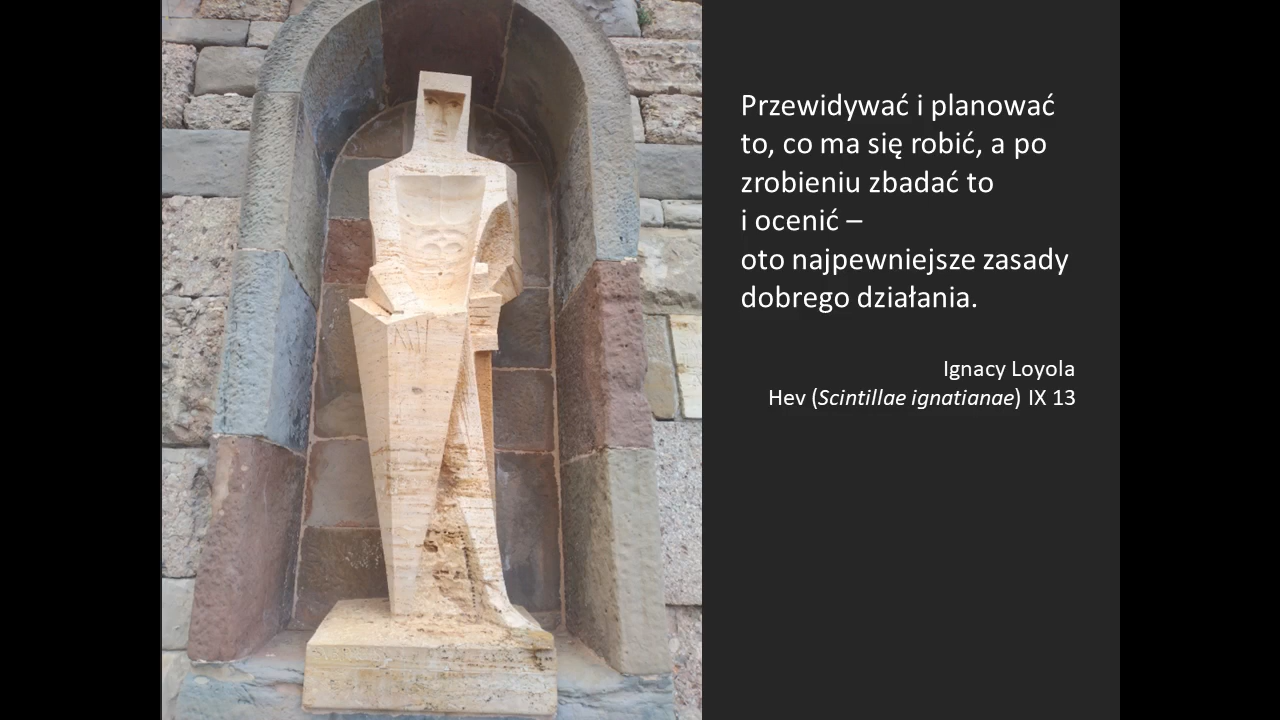 Przewidywać i planować
to, co ma się robić, a po
zrobieniu zbadać to
i ocenić –
oto najpewniejsze zasady
dobrego działania.
Ignacy Loyola
Hev (Scintillae ignatianae) IX 13